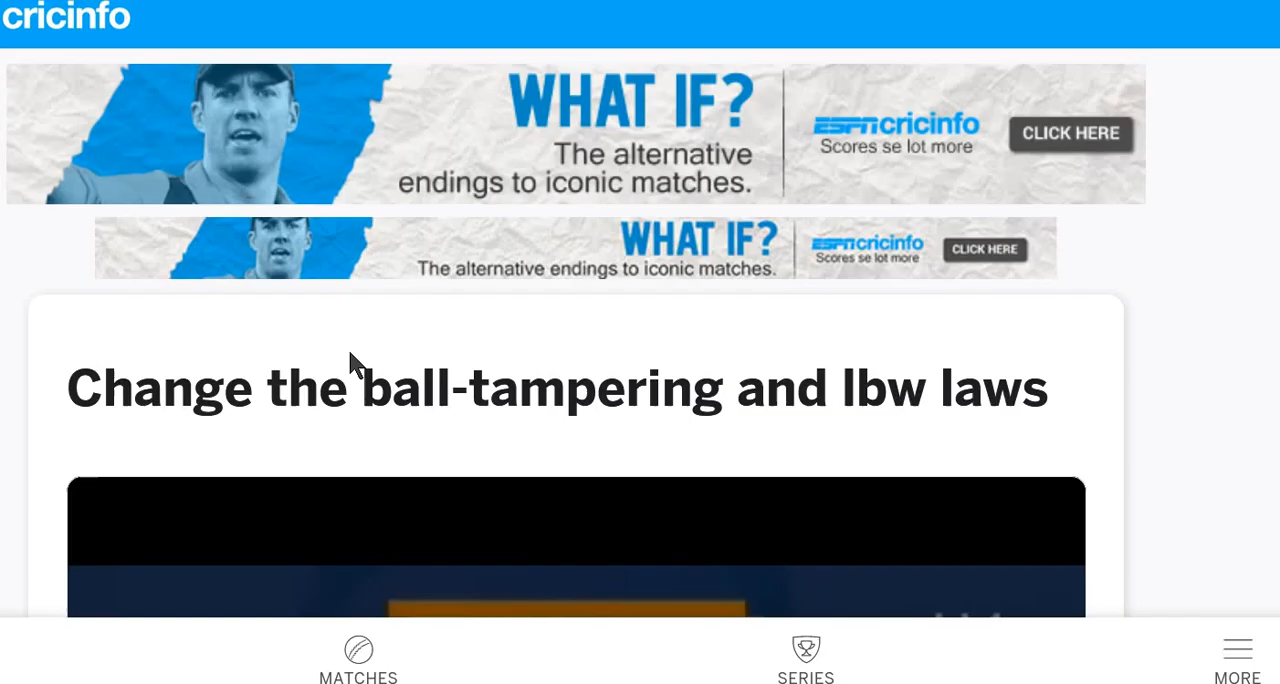 cricinfo
WHAT IF?
The alternative
endings to iconic matches.
ESPNcricinfo
Scores se lot more
CLICK HERE
WHAT IF?
The alternative endings to iconic matches.
ESPNcricinfo
Scores se lot more
CLICK HERE
Change the ball-tampering and lbw laws
MATCHES
SERIES
MORE